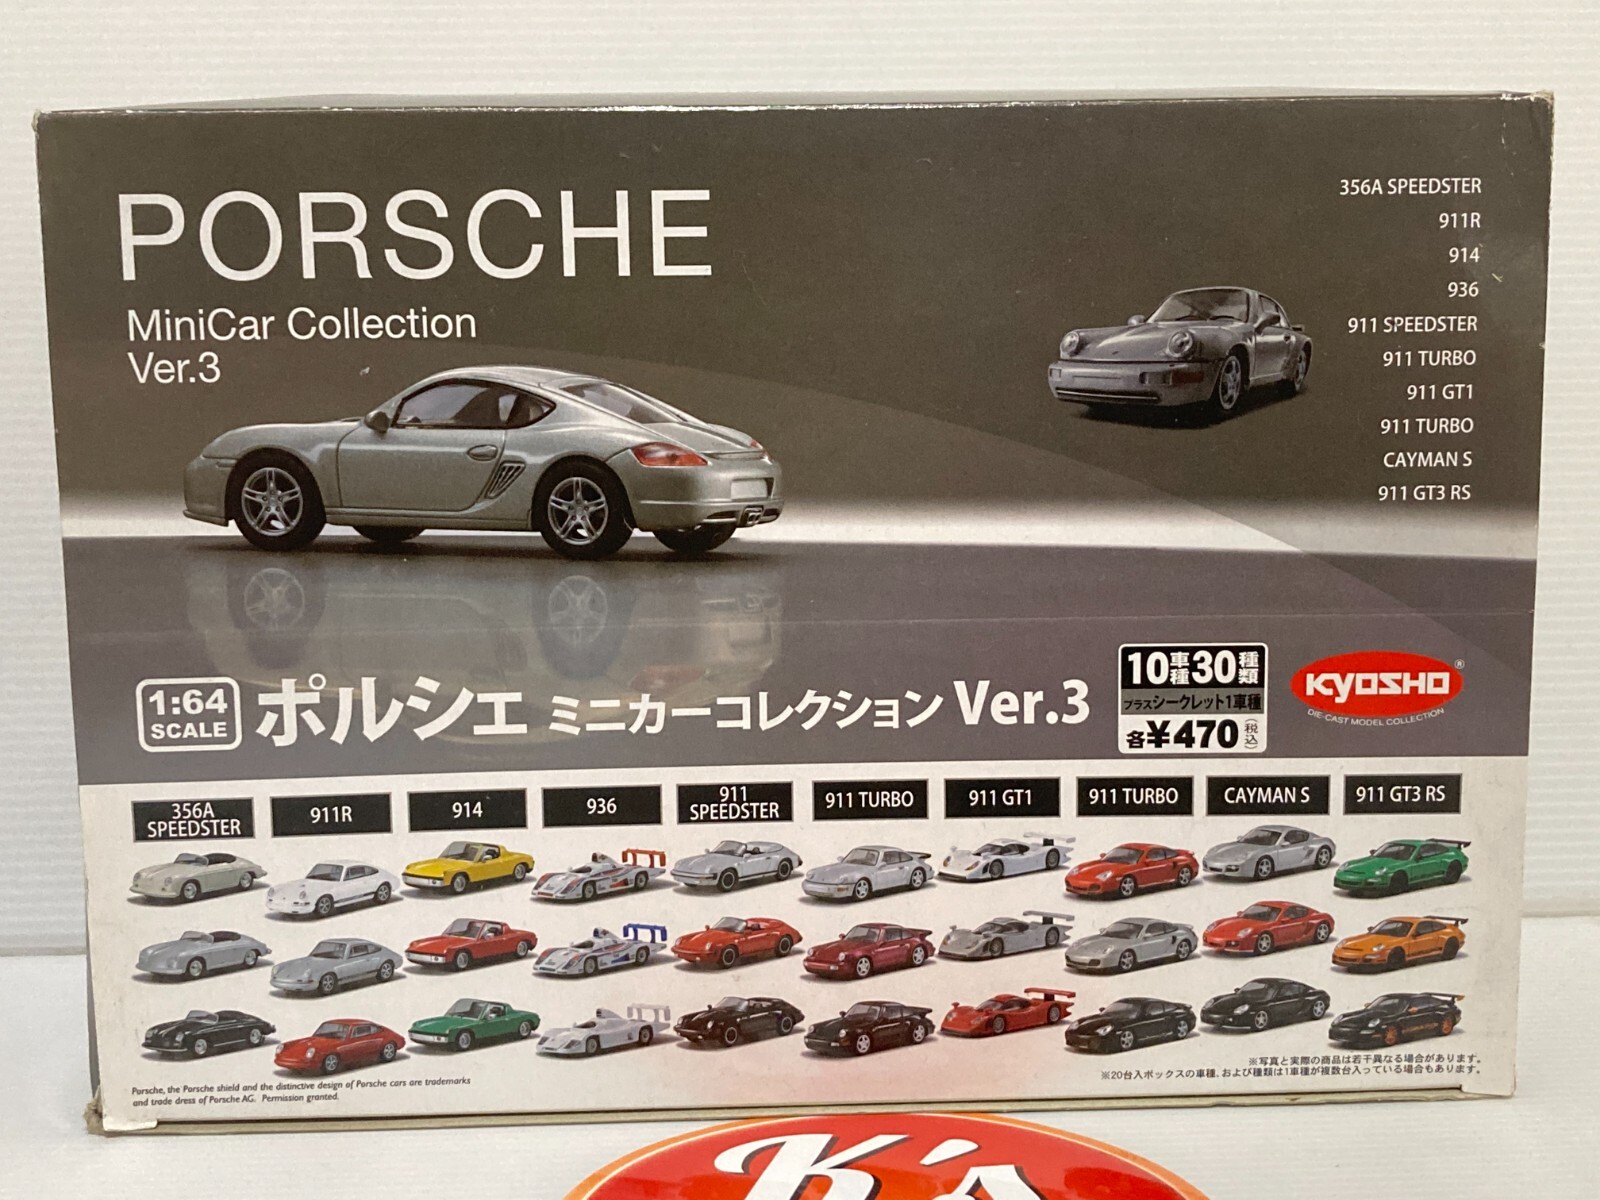 PORSCHE
MiniCar Collection
Ver.3
356A SPEEDSTER
911R
914
936
911 SPEEDSTER
911 TURBO
911 GT1
911 TURBO
CAYMAN S
911 GT3 RS
1:64
SCALE
ポルシェ ミニカーコレクション Ver.3
10車種30種類
プラスシークレット1車種
各¥470(税込)
KYOSHO®
DIE-CAST MODEL COLLECTION
356A
SPEEDSTER
911R
914
936
911
SPEEDSTER
911 TURBO
911 GT1
911 TURBO
CAYMAN S
911 GT3 RS
※写真と実際の商品は若干異なる場合があります。
※20台入ボックスの車種、および種類は1車種が複数台入っている場合もあります。
Porsche, the Porsche shield and the distinctive design of Porsche cars are trademarks
and trade dress of Porsche AG. Permission granted.
K's